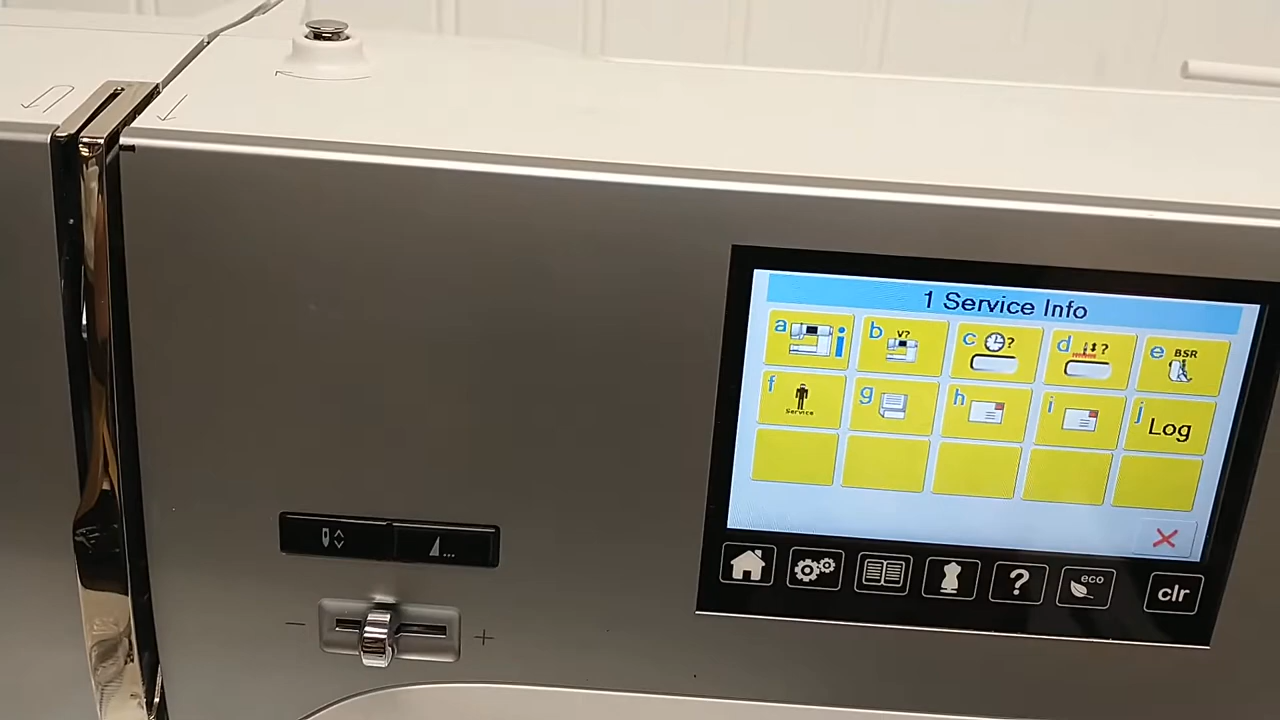 1 Service Info
a i b V? c ? d ? e BSR
f Service g h i j Log
− +
? eco clr